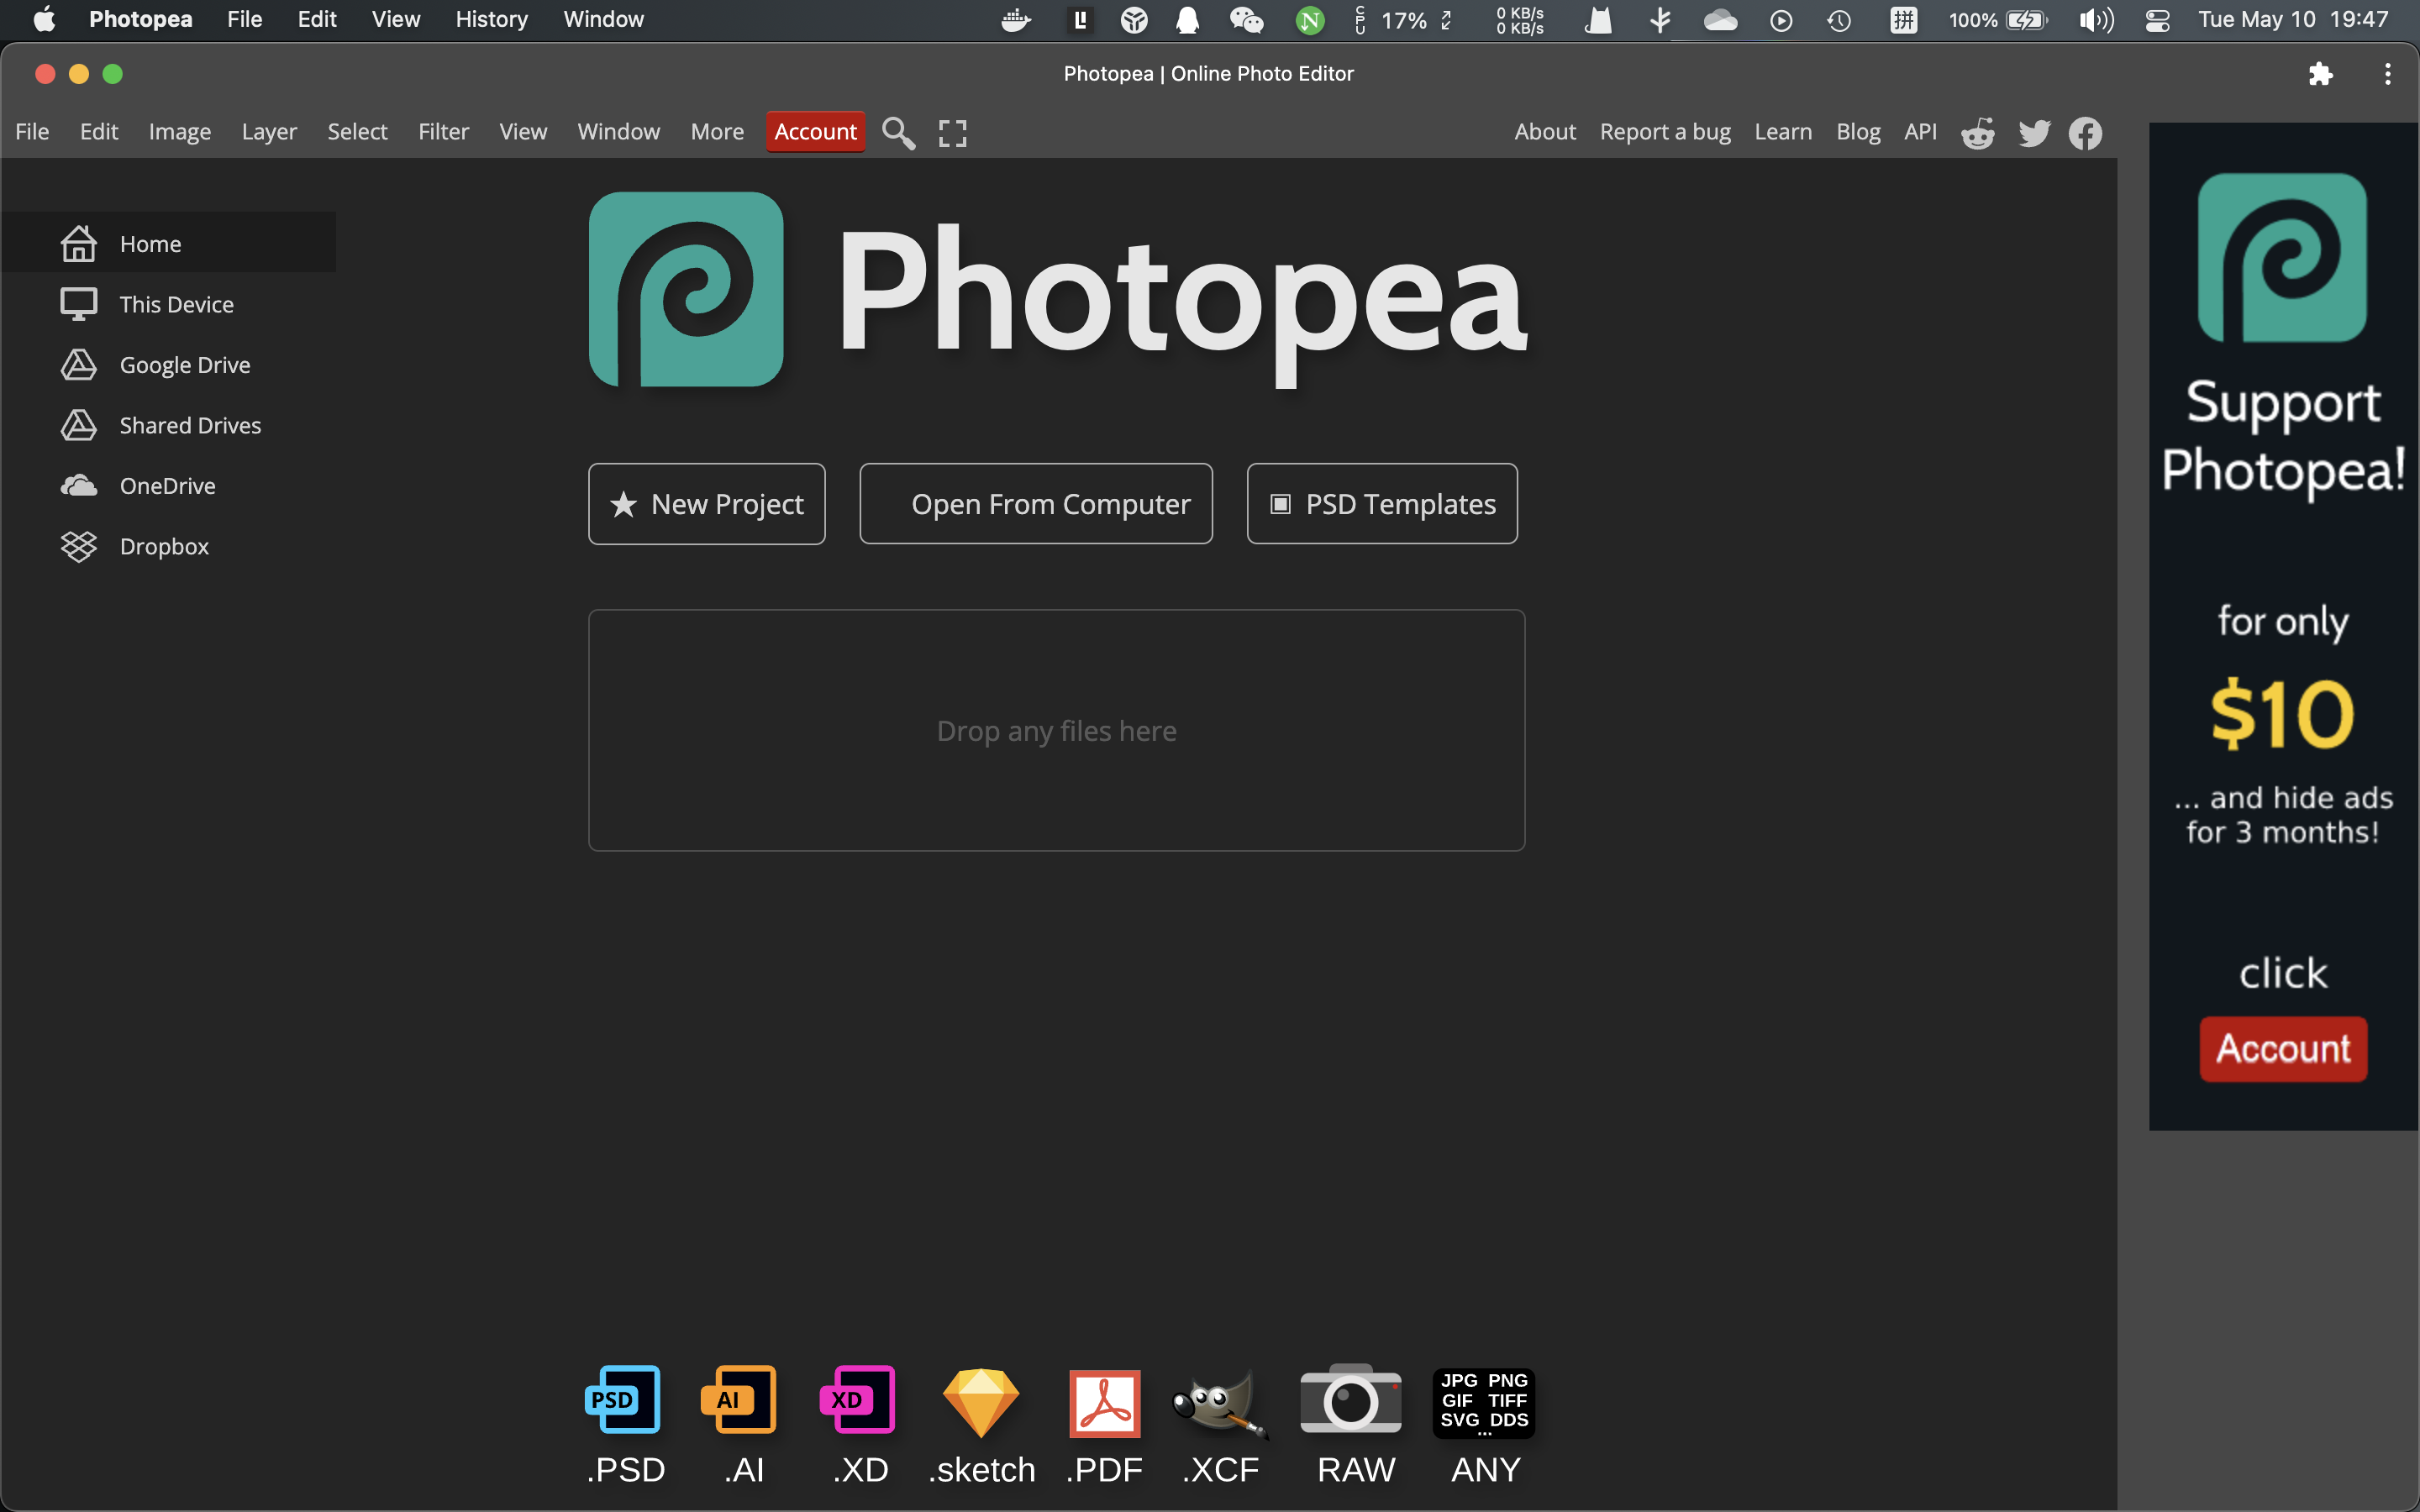 Photopea File Edit View History Window
CPU 17% 0 KB/s 0 KB/s 拼 100% Tue May 10 19:47
Photopea | Online Photo Editor
File Edit Image Layer Select Filter View Window More Account
About Report a bug Learn Blog API
Home
This Device
Google Drive
Shared Drives
OneDrive
Dropbox
Photopea
New Project
Open From Computer
PSD Templates
Drop any files here
PSD
AI
XD
JPG PNG
GIF TIFF
SVG DDS
...
.PSD .AI .XD .sketch .PDF .XCF RAW ANY
Support
Photopea!
for only
$10
... and hide ads
for 3 months!
click
Account